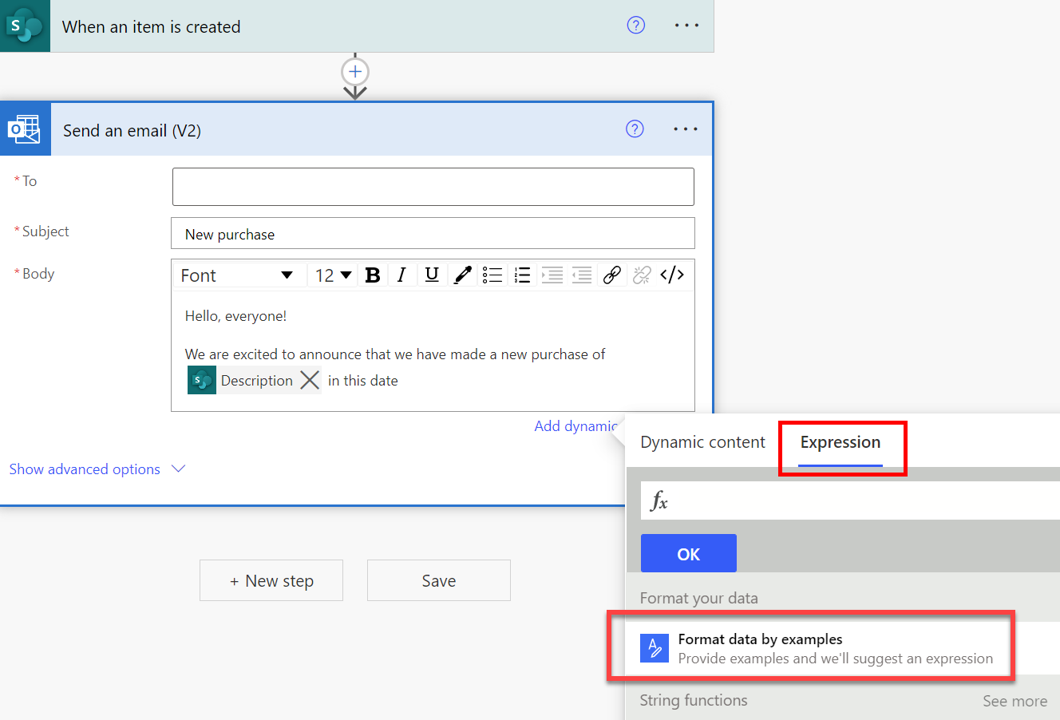 When an item is created
Send an email (V2)
* To
* Subject
New purchase
* Body
Font 12 B I U </>
Hello, everyone!
We are excited to announce that we have made a new purchase of
Description in this date
Add dynamic
Show advanced options
Dynamic content Expression
fx
OK
Format your data
Format data by examples
Provide examples and we'll suggest an expression
String functions See more
+ New step Save